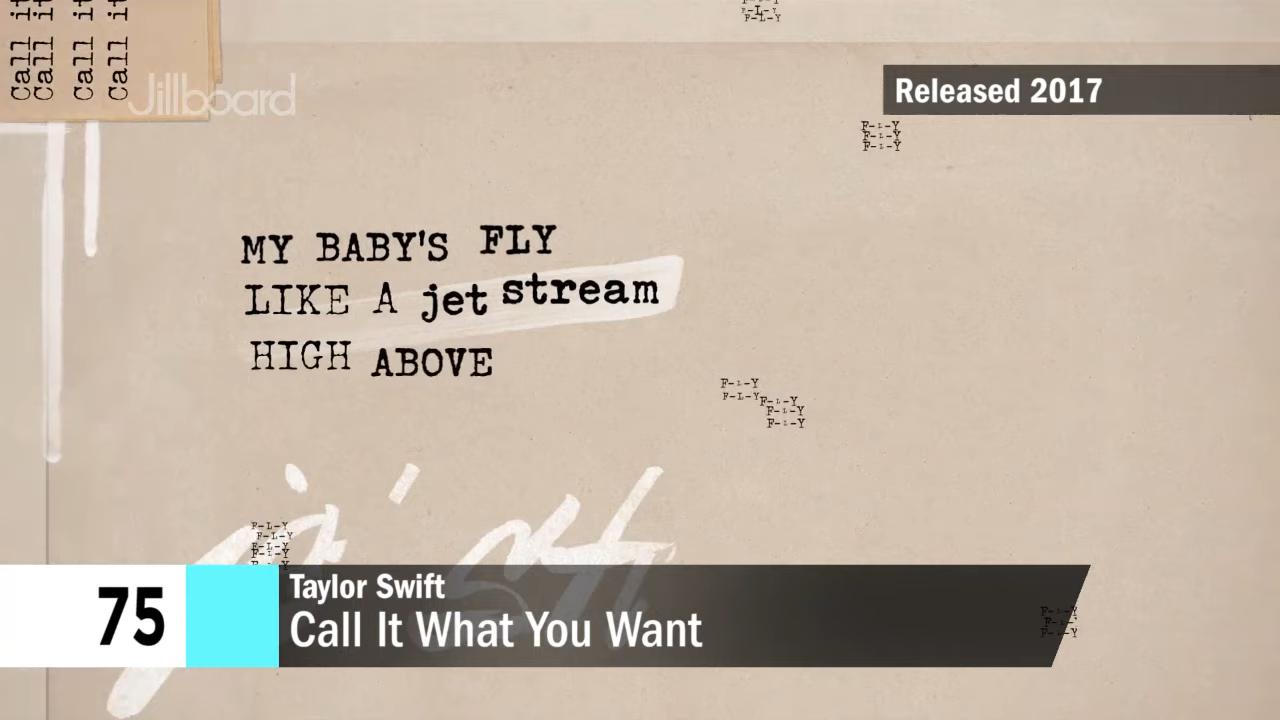 Call it
Call it
Call it
Call it
Jillboard
F-L-Y
F-L-Y
F-L-Y
Released 2017
F-L-Y
F-L-Y
F-L-Y
MY BABY'S FLY
LIKE A jet stream
HIGH ABOVE
F-L-Y
F-L-Y
F-L-Y
F-L-Y
F-L-Y
F-L-Y
F-L-Y
F-L-Y
F-L-Y
75
Taylor Swift
Call It What You Want
F-L-Y
F-L-Y
F-L-Y